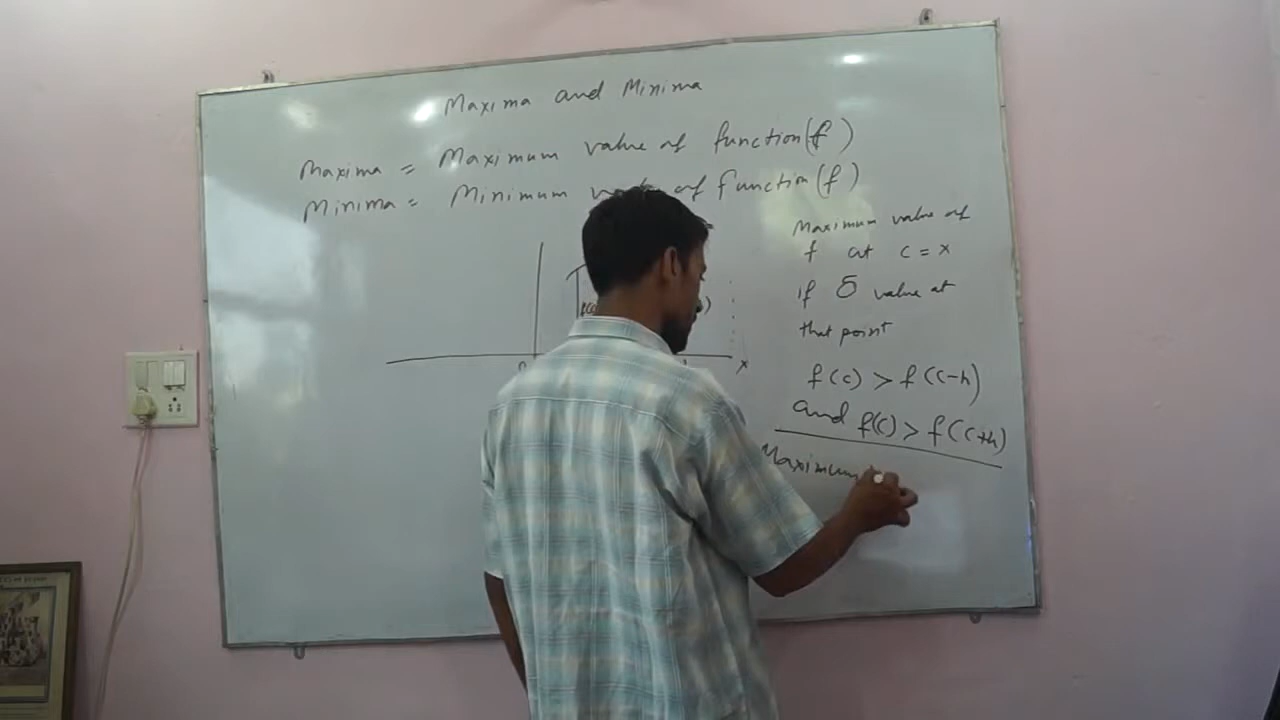 Maxima and Minima
Maxima = Maximum value of function(f)
Minima = Minimum of function(f)
Maximum value of
f at c = x
if δ value at
that point
f(c) > f(c-h)
and f(c) > f(c+h)
Maximum
x